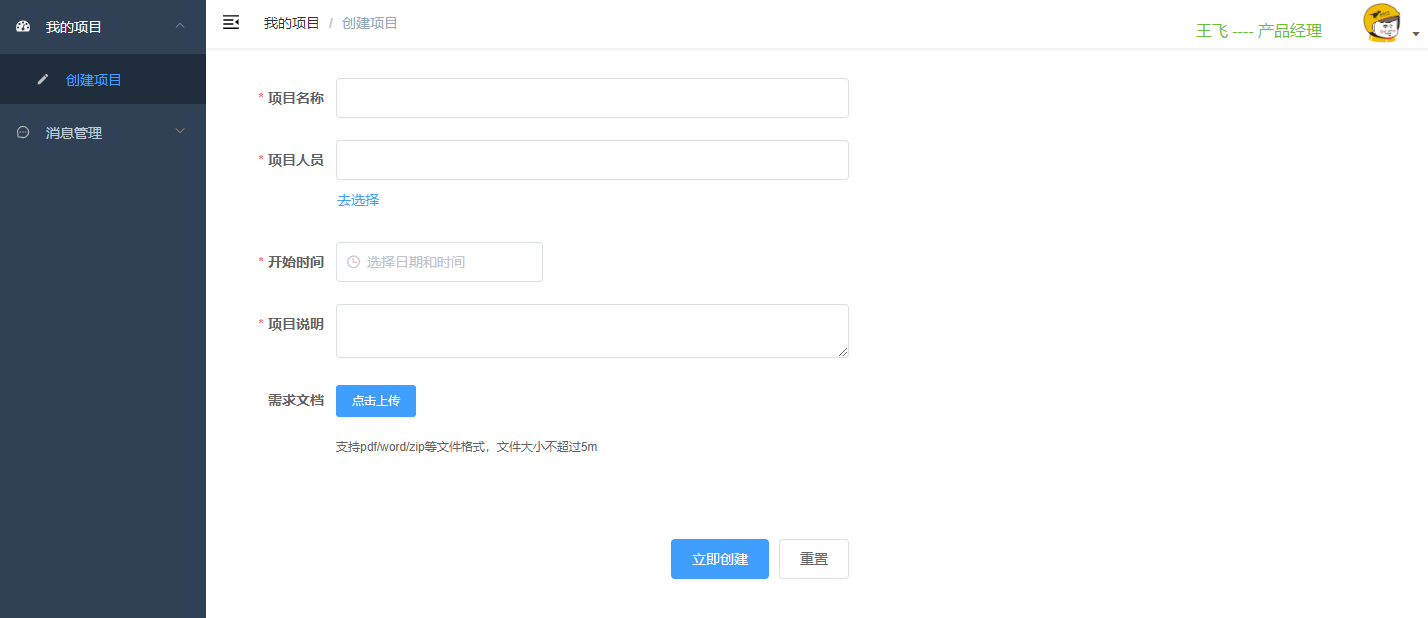 我的项目
创建项目
消息管理
我的项目 / 创建项目
王飞 ---- 产品经理
* 项目名称
* 项目人员
去选择
* 开始时间
选择日期和时间
* 项目说明
需求文档
点击上传
支持pdf/word/zip等文件格式，文件大小不超过5m
立即创建
重置